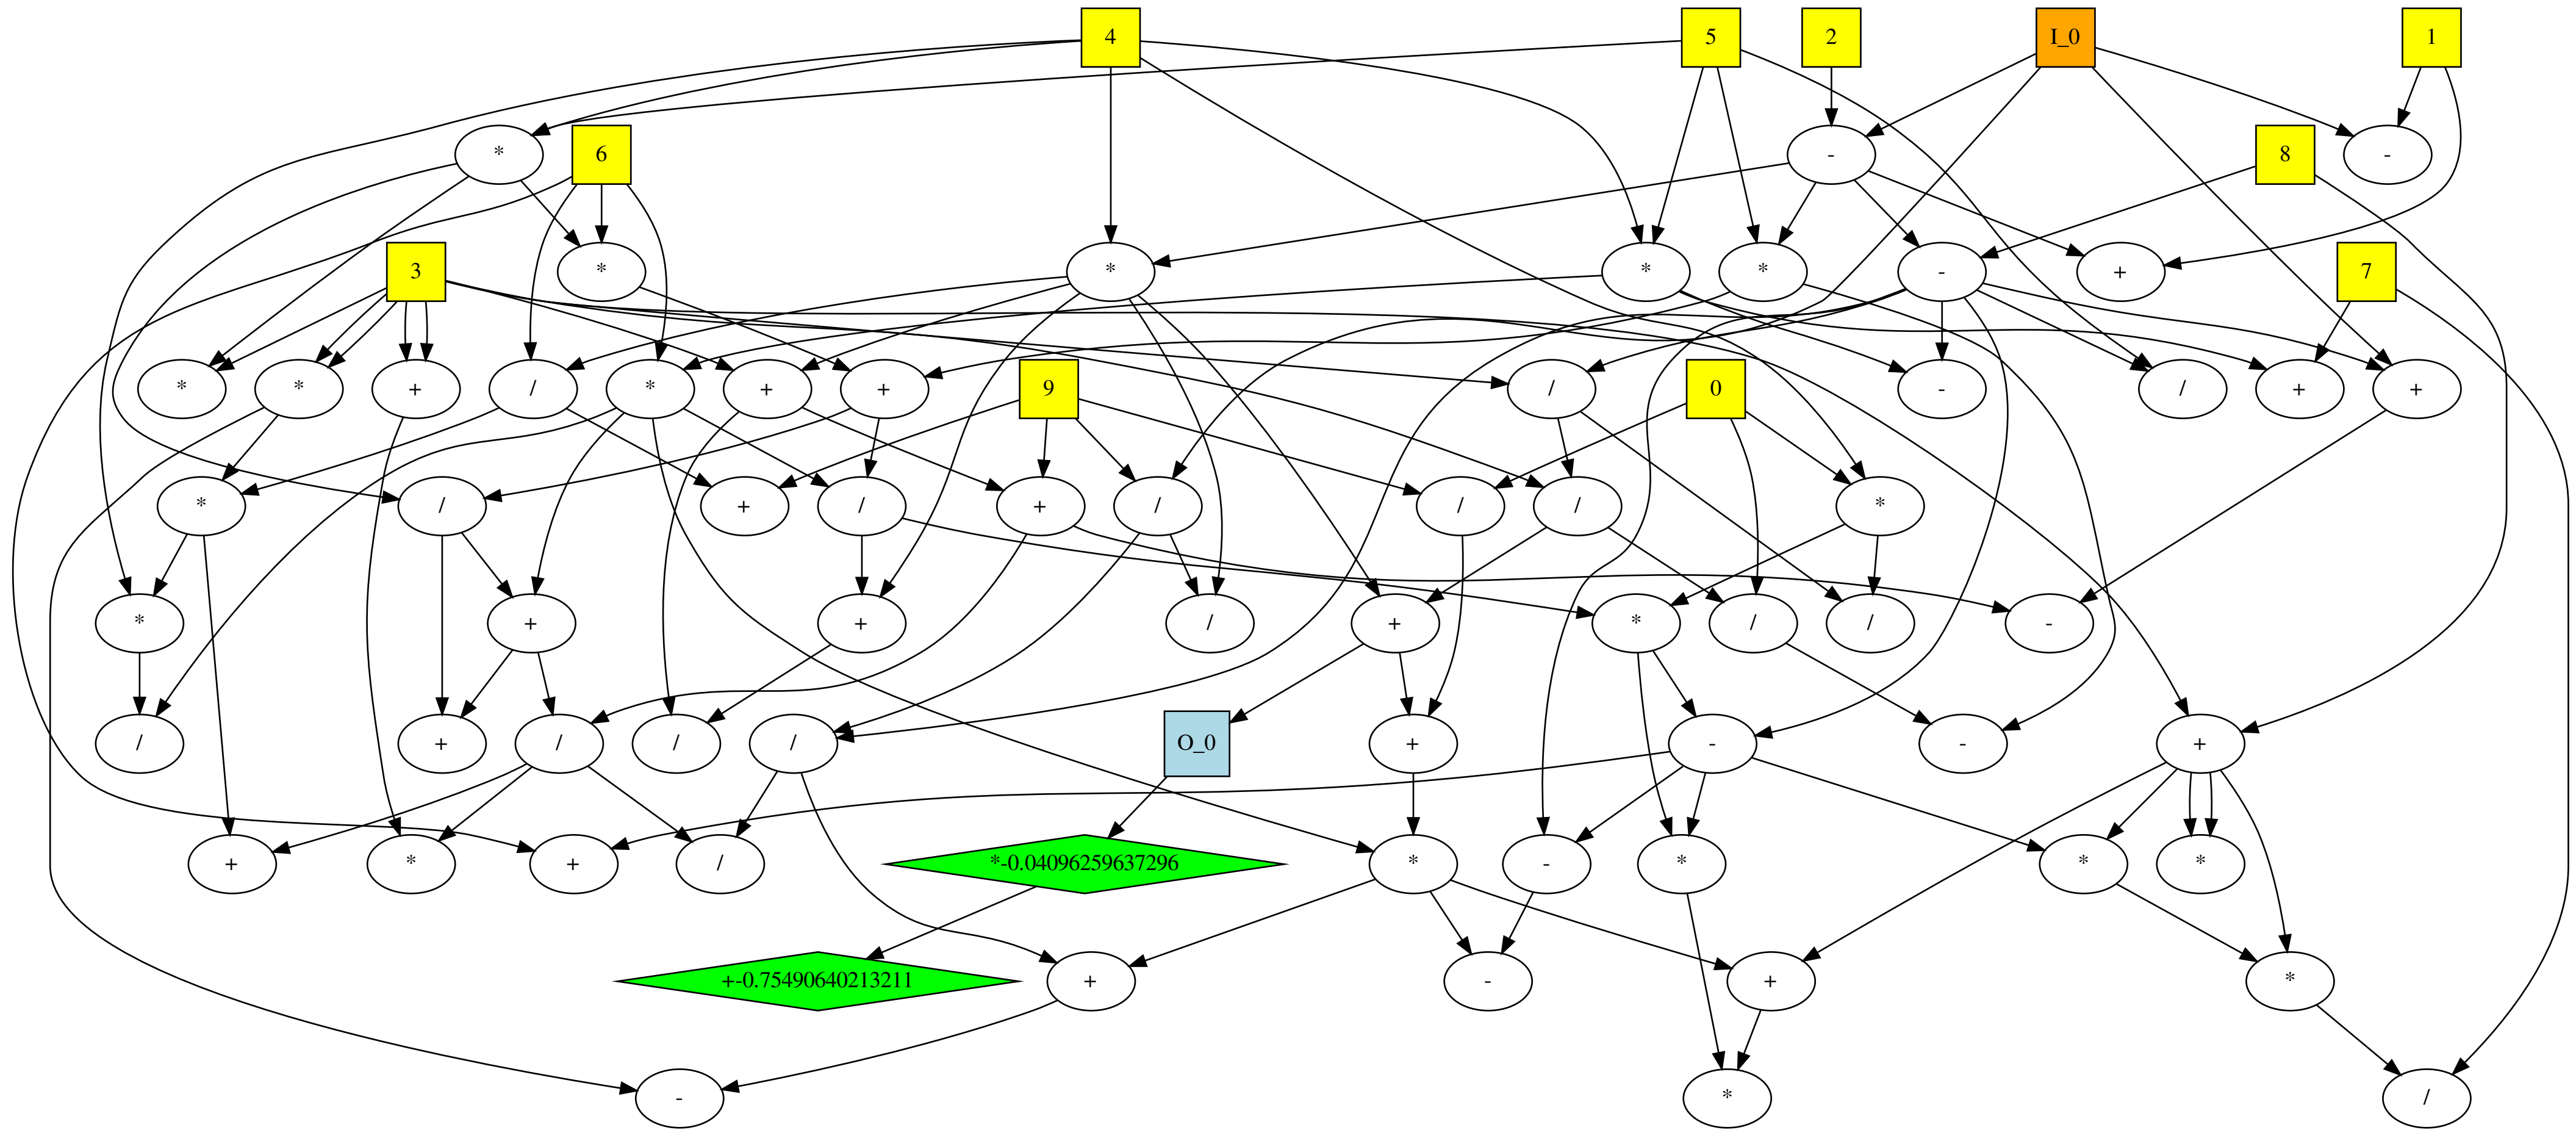 4 5 2 I_0 1
* 6 - 8 -
3 * * * * - + 7
* * + / * + + 9 / 0 - / + +
* / + / + / / / *
* + + / + * / / -
/ + / / / O_0 + - - +
+ * + / *-0.04096259637296 * - * * *
+-0.75490640213211 + - + *
- * /